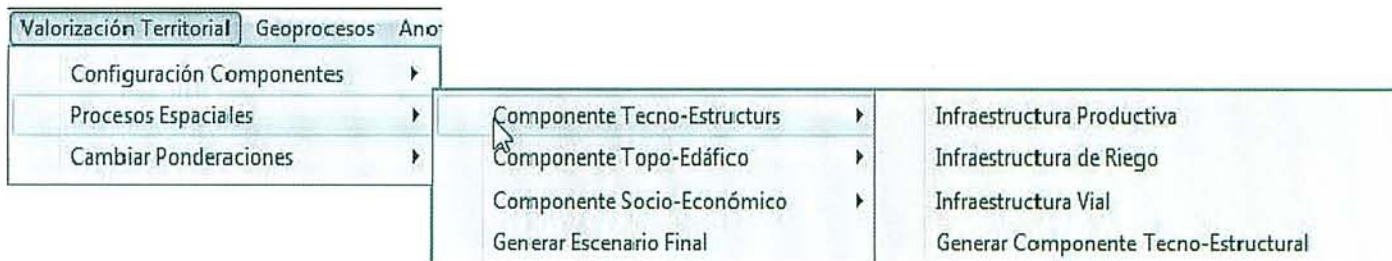 Valorización Territorial Geoprocesos Ano
Configuración Componentes
Procesos Espaciales
Cambiar Ponderaciones
Componente Tecno-Estructurs
Componente Topo-Edáfico
Componente Socio-Económico
Generar Escenario Final
Infraestructura Productiva
Infraestructura de Riego
Infraestructura Vial
Generar Componente Tecno-Estructural